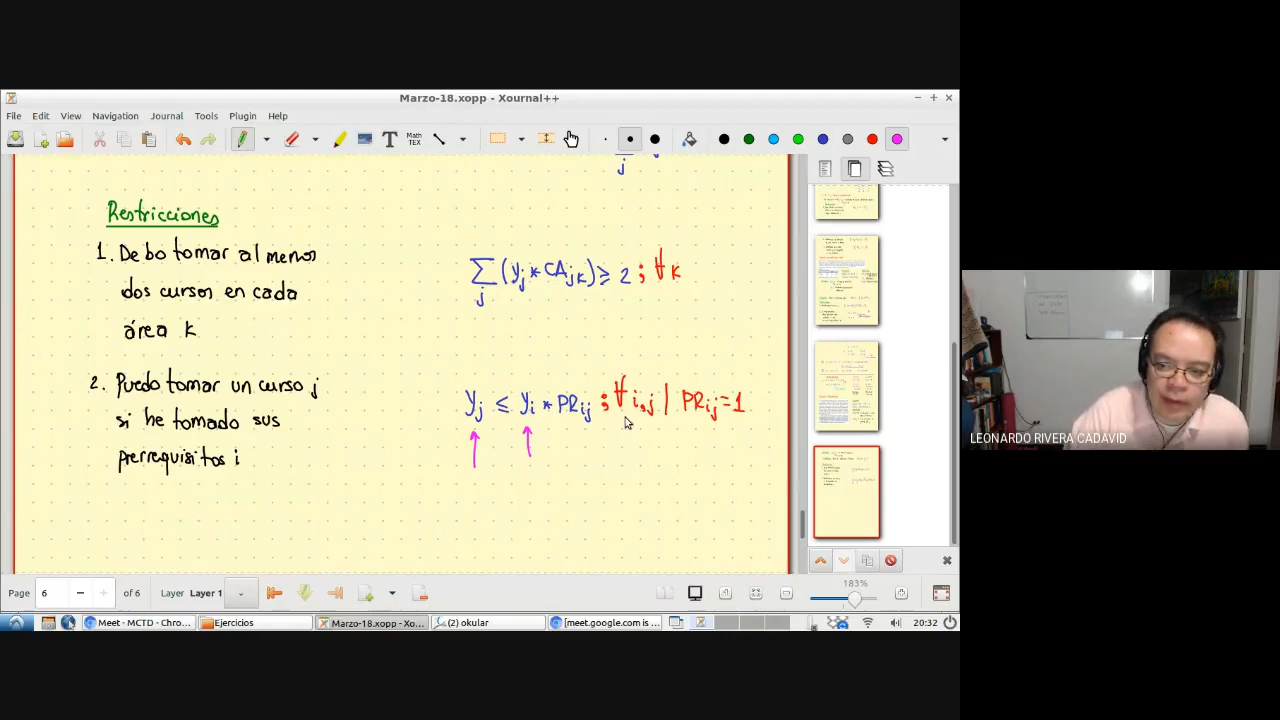 Marzo-18.xopp - Xournal++
File Edit View Navigation Journal Tools Plugin Help
Math TEX
j
Restricciones
1. Debo tomar al menos
dos cursos en cada
área k
∑ j (yj * CAjk) ≥ 2 ; ∀ k
2. Puedo tomar un curso j
si he tomado sus
prerrequisitos i
yj ≤ yi * PRij ; ∀ i,j | PRij=1
LEONARDO RIVERA CADAVID
183%
Page 6 of 6 Layer Layer 1
Meet - MCTD - Chro... Ejercicios Marzo-18.xopp - Xo... (2) okular [meet.google.com is ... 20:32